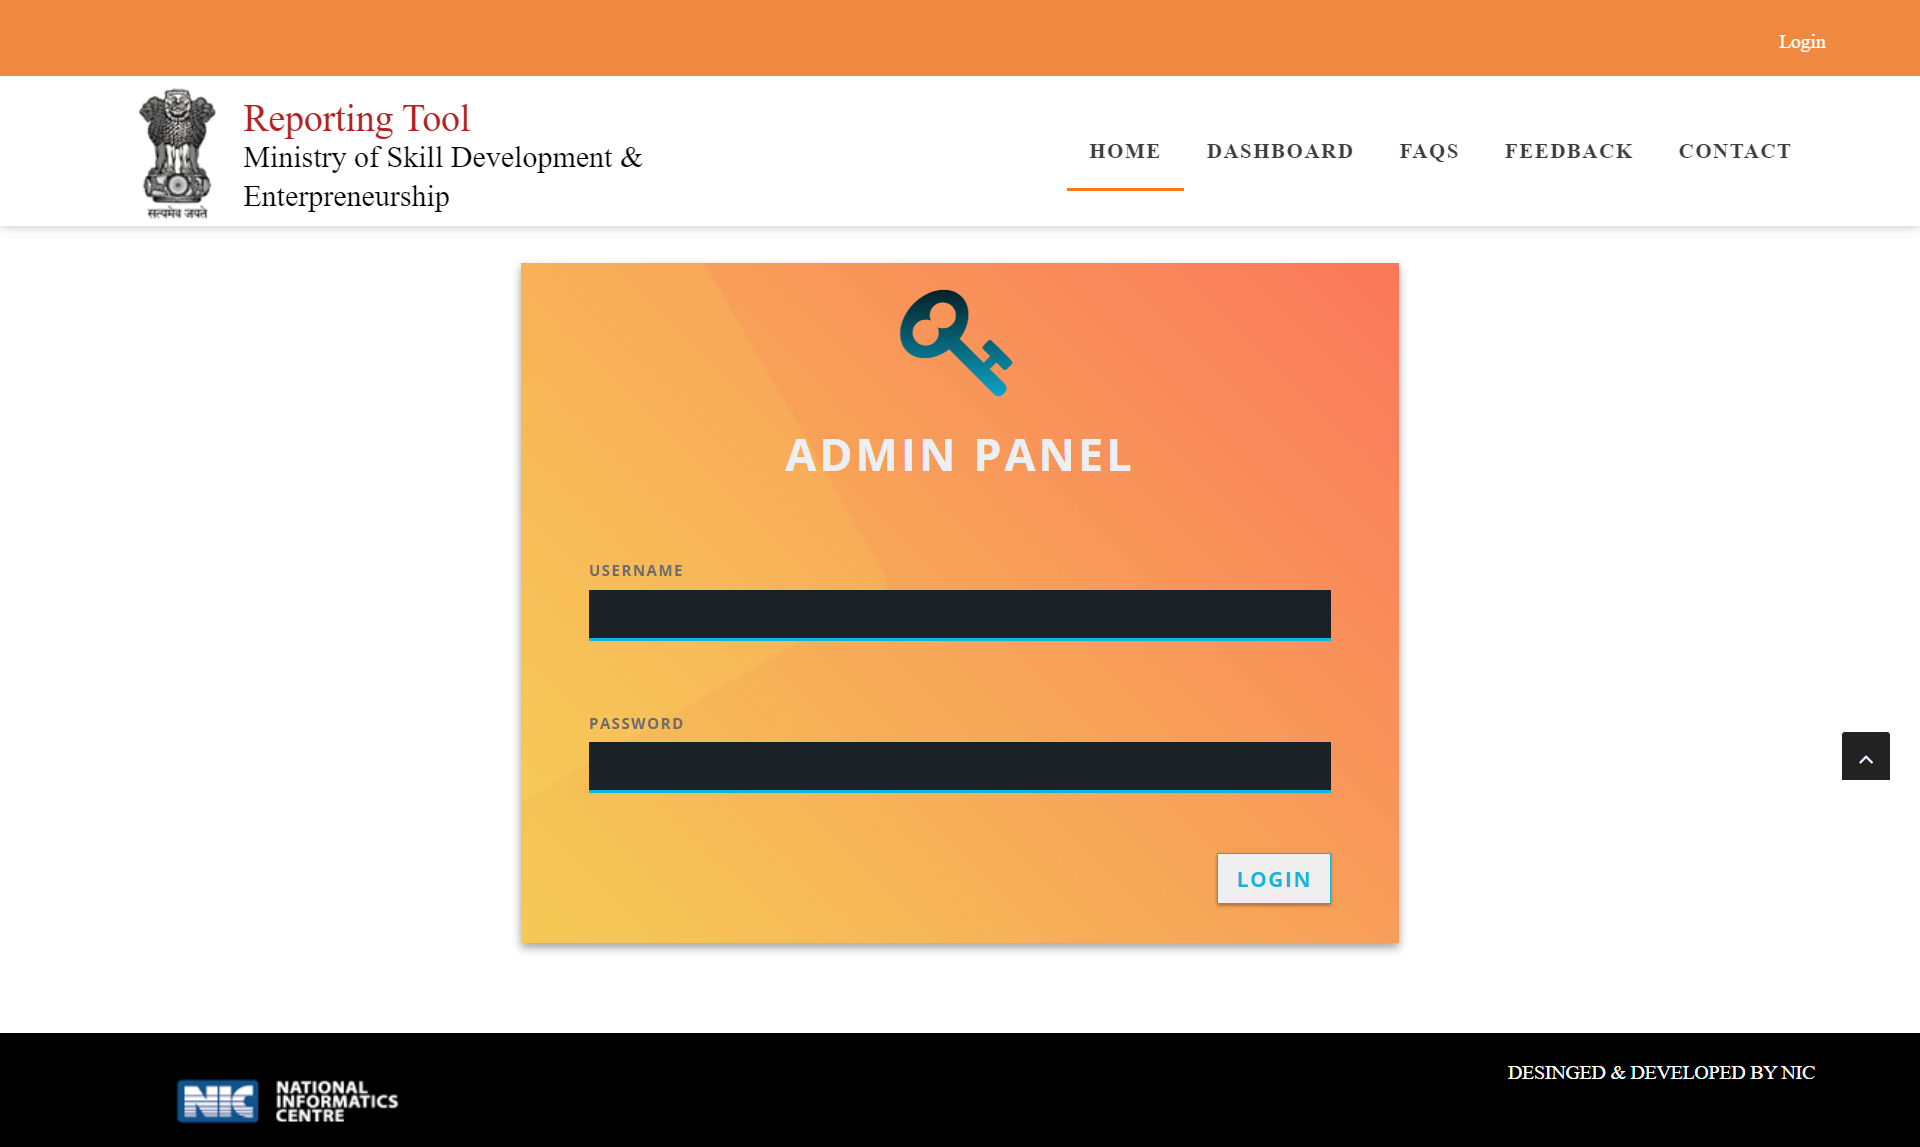 Login
Reporting Tool
Ministry of Skill Development &
Enterpreneurship
सत्यमेव जयते
HOME DASHBOARD FAQS FEEDBACK CONTACT
ADMIN PANEL
USERNAME
PASSWORD
LOGIN
NIC
NATIONAL
INFORMATICS
CENTRE
DESINGED & DEVELOPED BY NIC